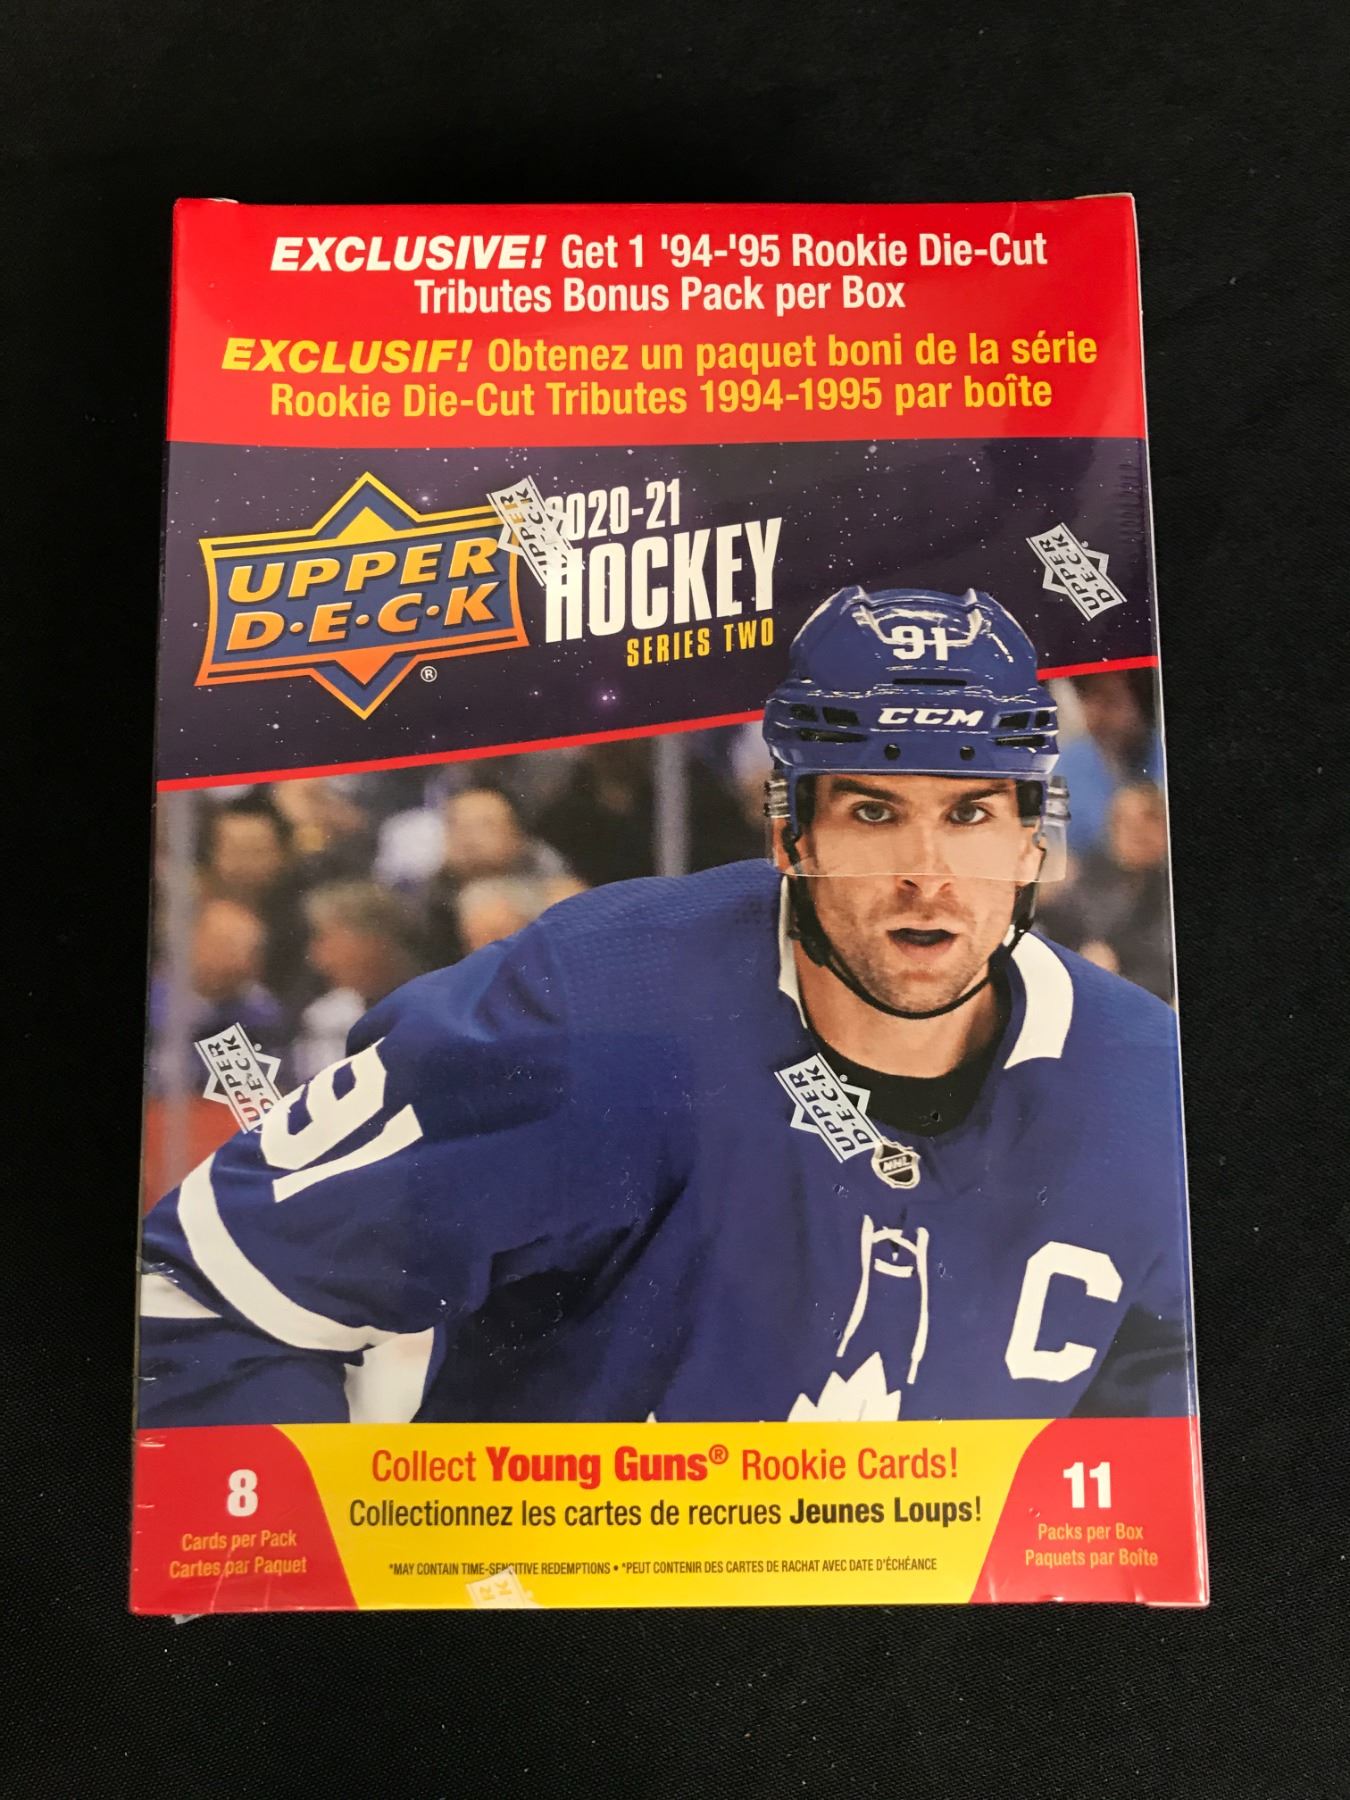 EXCLUSIVE! Get 1 '94-'95 Rookie Die-Cut
Tributes Bonus Pack per Box
EXCLUSIF! Obtenez un paquet boni de la série
Rookie Die-Cut Tributes 1994-1995 par boîte
UPPER
D·E·C·K
®
2020-21
HOCKEY
SERIES TWO
UPPER
D·E·C·K
UPPER
D·E·C·K
91
CCM
UPPER
D·E·C·K
91
UPPER
D·E·C·K
NHL
C
8
Cards per Pack
Cartes par Paquet
Collect Young Guns® Rookie Cards!
Collectionnez les cartes de recrues Jeunes Loups!
*MAY CONTAIN TIME-SENSITIVE REDEMPTIONS • *PEUT CONTENIR DES CARTES DE RACHAT AVEC DATE D'ÉCHÉANCE
11
Packs per Box
Paquets par Boîte